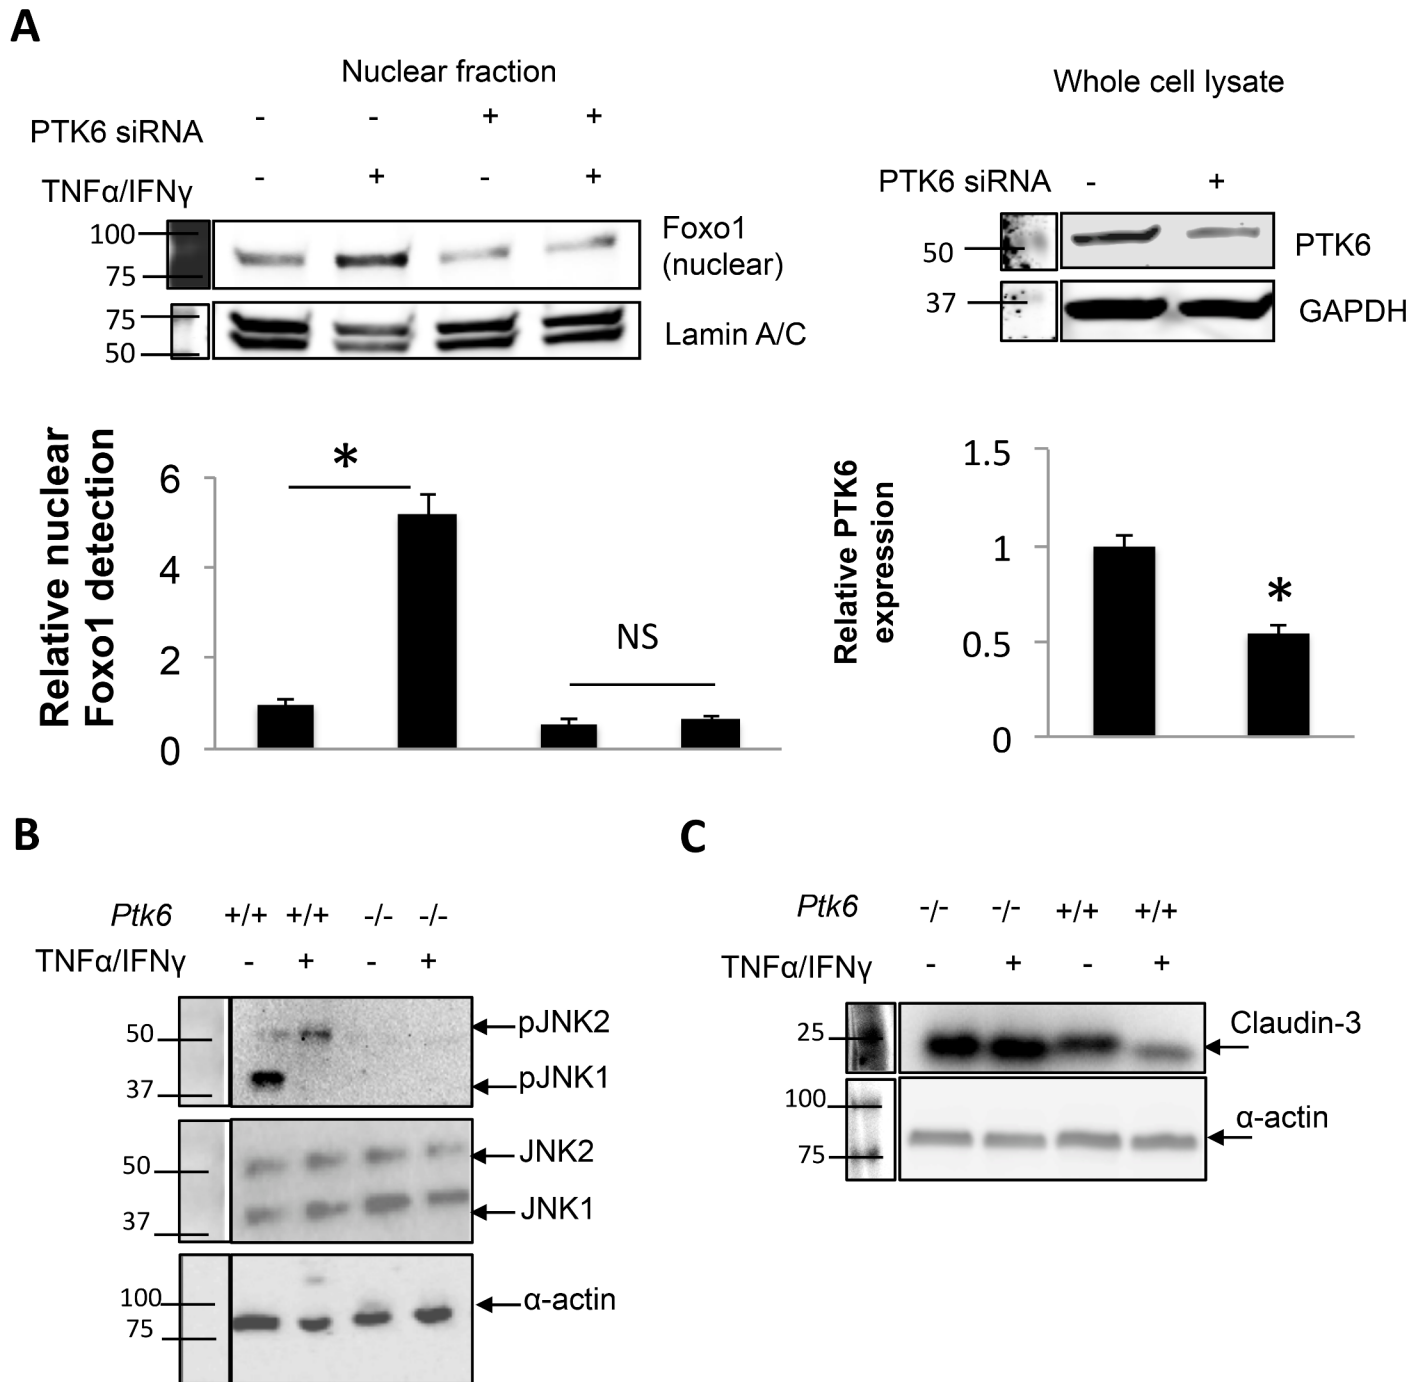 A
Nuclear fraction
PTK6 siRNA - - + +
TNFα/IFNγ - + - +
100
75
Foxo1
(nuclear)
75
50
Lamin A/C
Whole cell lysate
PTK6 siRNA - +
50
PTK6
37
GAPDH
Relative nuclear
Foxo1 detection
6
4
2
0
*
NS
Relative PTK6
expression
1.5
1
0.5
0
*
B
Ptk6 +/+ +/+ -/- -/-
TNFα/IFNγ - + - +
50
37
pJNK2
pJNK1
50
37
JNK2
JNK1
100
75
α-actin
C
Ptk6 -/- -/- +/+ +/+
TNFα/IFNγ - + - +
25
Claudin-3
100
75
α-actin